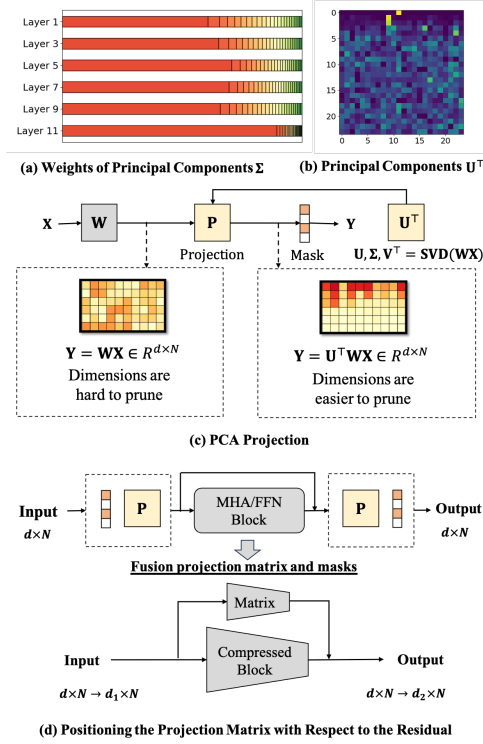 Layer 1
Layer 3
Layer 5
Layer 7
Layer 9
Layer 11
0
5
10
15
20
0 5 10 15 20
(a) Weights of Principal Components Σ
(b) Principal Components U⊤
X
W
P
Y
U⊤
Projection
Mask
U, Σ, V⊤ = SVD(WX)
Y = WX ∈ R^{d×N}
Dimensions are
hard to prune
Y = U⊤WX ∈ R^{d×N}
Dimensions are
easier to prune
(c) PCA Projection
Input
d×N
P
MHA/FFN
Block
P
Output
d×N
Fusion projection matrix and masks
Matrix
Input
Compressed
Block
Output
d×N → d₁×N
d×N → d₂×N
(d) Positioning the Projection Matrix with Respect to the Residual